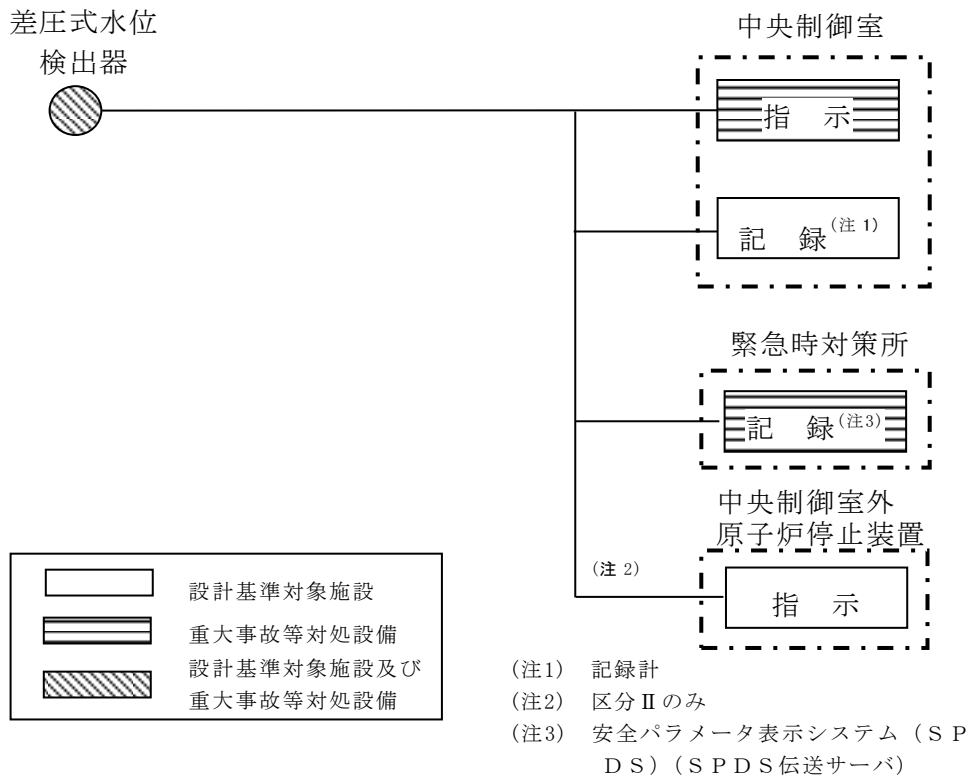 差圧式水位
検出器
中央制御室
指　示
記　録(注 1)
緊急時対策所
記　録(注3)
中央制御室外
原子炉停止装置
(注 2)
指　示
設計基準対象施設
重大事故等対処設備
設計基準対象施設及び
重大事故等対処設備
(注1)　記録計
(注2)　区分Ⅱのみ
(注3)　安全パラメータ表示システム（ＳＰ
ＤＳ）（ＳＰＤＳ伝送サーバ）